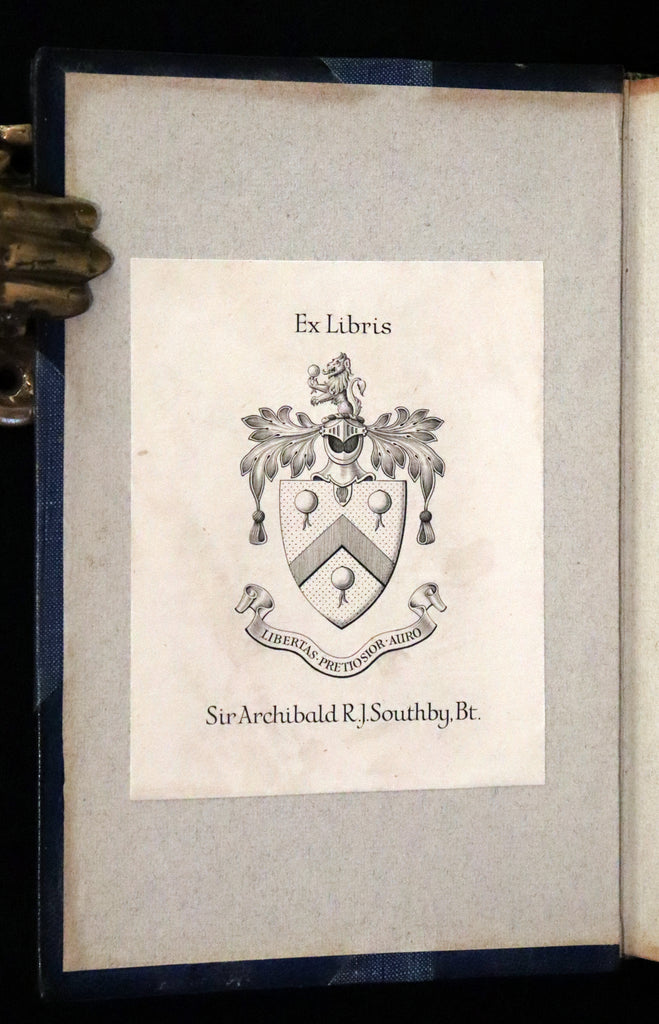 Ex Libris
LIBERTAS·PRETIOSIOR·AURO
Sir Archibald R.J.Southby, Bt.